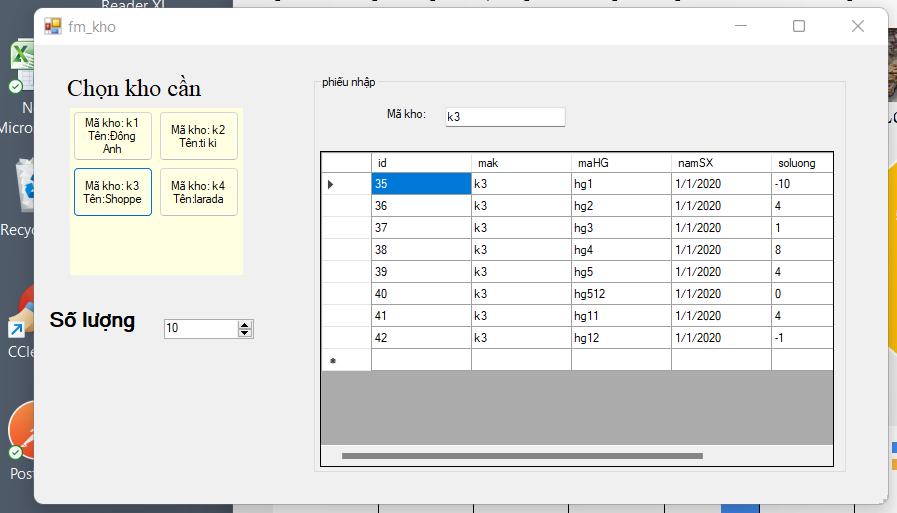 Reader XI
fm_kho
Chọn kho cần
Mã kho: k1
Tên:Đông
Anh
Mã kho: k2
Tên:ti ki
Mã kho: k3
Tên:Shoppe
Mã kho: k4
Tên:larada
Số lượng
10
phiếu nhập
Mã kho:
k3
id mak maHG namSX soluong
35 k3 hg1 1/1/2020 -10
36 k3 hg2 1/1/2020 4
37 k3 hg3 1/1/2020 1
38 k3 hg4 1/1/2020 8
39 k3 hg5 1/1/2020 4
40 k3 hg512 1/1/2020 0
41 k3 hg11 1/1/2020 4
42 k3 hg12 1/1/2020 -1
N
Micros
Recyc
CCle
Post